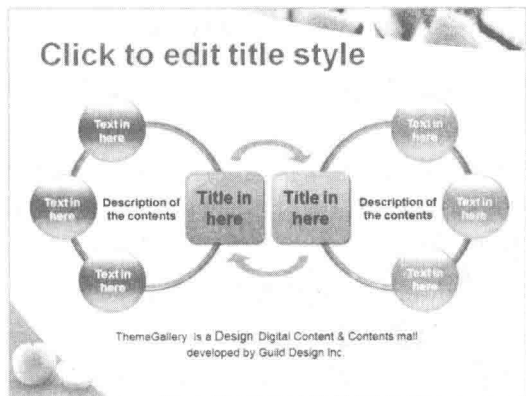 Click to edit title style
Text in
here
Text in
here
Text in
here
Description of
the contents
Title in
here
Title in
here
Description of
the contents
Text in
here
Text in
here
Text in
here
ThemeGallery is a Design Digital Content & Contents mall
developed by Guild Design Inc.